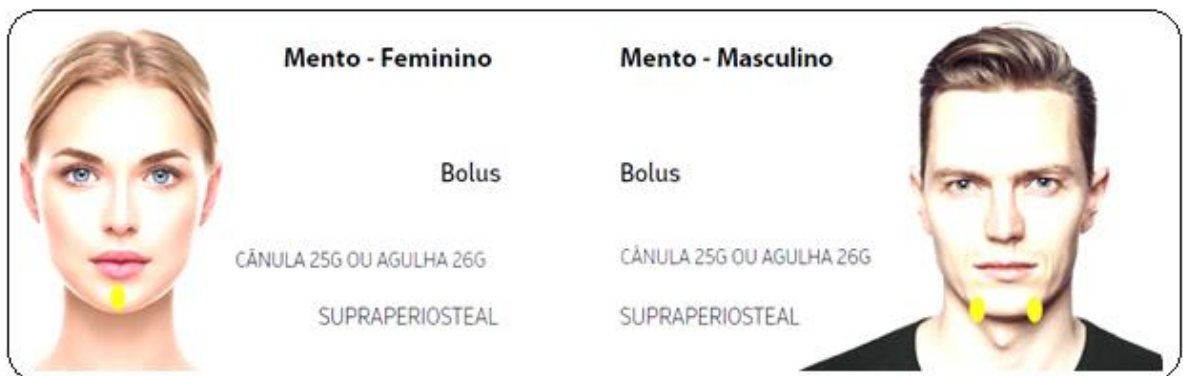 Mento - Feminino
Bolus
CÂNULA 25G OU AGULHA 26G
SUPRAPERIOSTEAL
Mento - Masculino
Bolus
CÂNULA 25G OU AGULHA 26G
SUPRAPERIOSTEAL